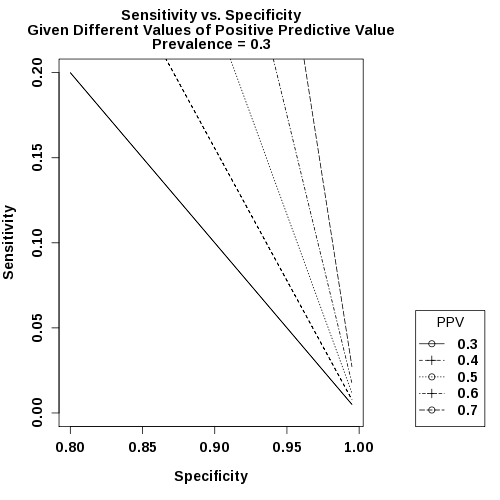 Sensitivity vs. Specificity
Given Different Values of Positive Predictive Value
Prevalence = 0.3
0.20
0.15
0.10
0.05
0.00
Sensitivity
0.80 0.85 0.90 0.95 1.00
Specificity
PPV
0.3
0.4
0.5
0.6
0.7